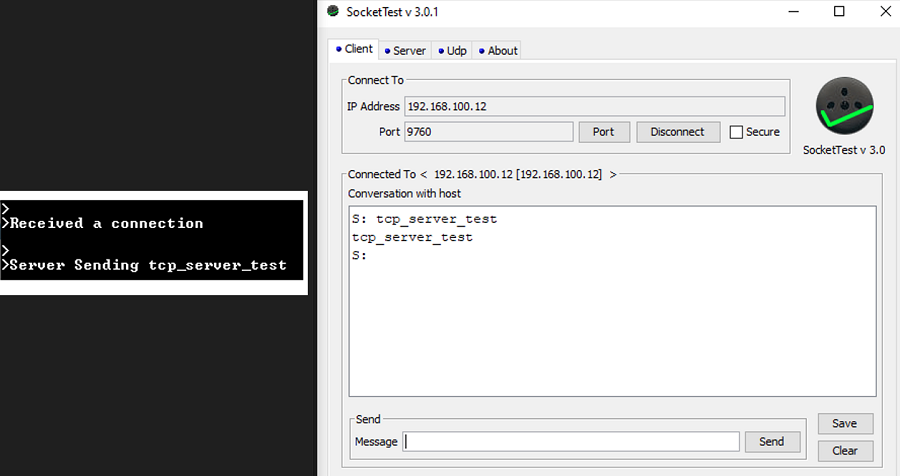 >
>Received a connection
>
>Server Sending tcp_server_test
SocketTest v 3.0.1
Client
Server
Udp
About
Connect To
IP Address 192.168.100.12
Port 9760 Port Disconnect Secure
SocketTest v 3.0
Connected To < 192.168.100.12 [192.168.100.12] >
Conversation with host
S: tcp_server_test
tcp_server_test
S:
Send
Message Send
Save
Clear